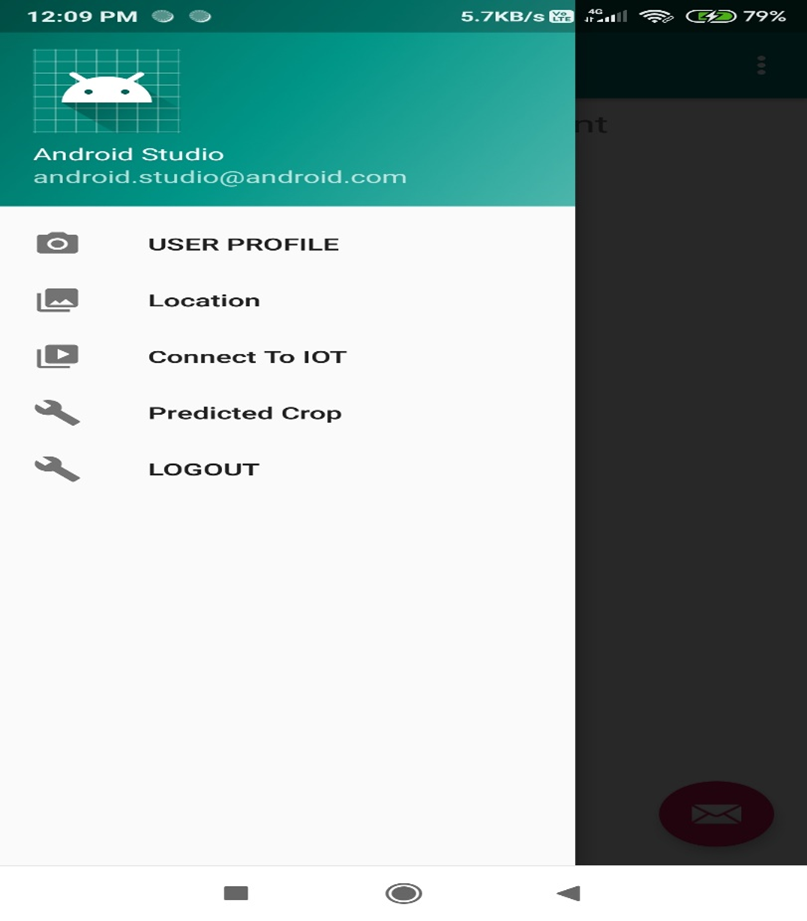 12:09 PM 5.7KB/s Vo LTE 4G 79%
nt
Android Studio
android.studio@android.com
USER PROFILE
Location
Connect To IOT
Predicted Crop
LOGOUT